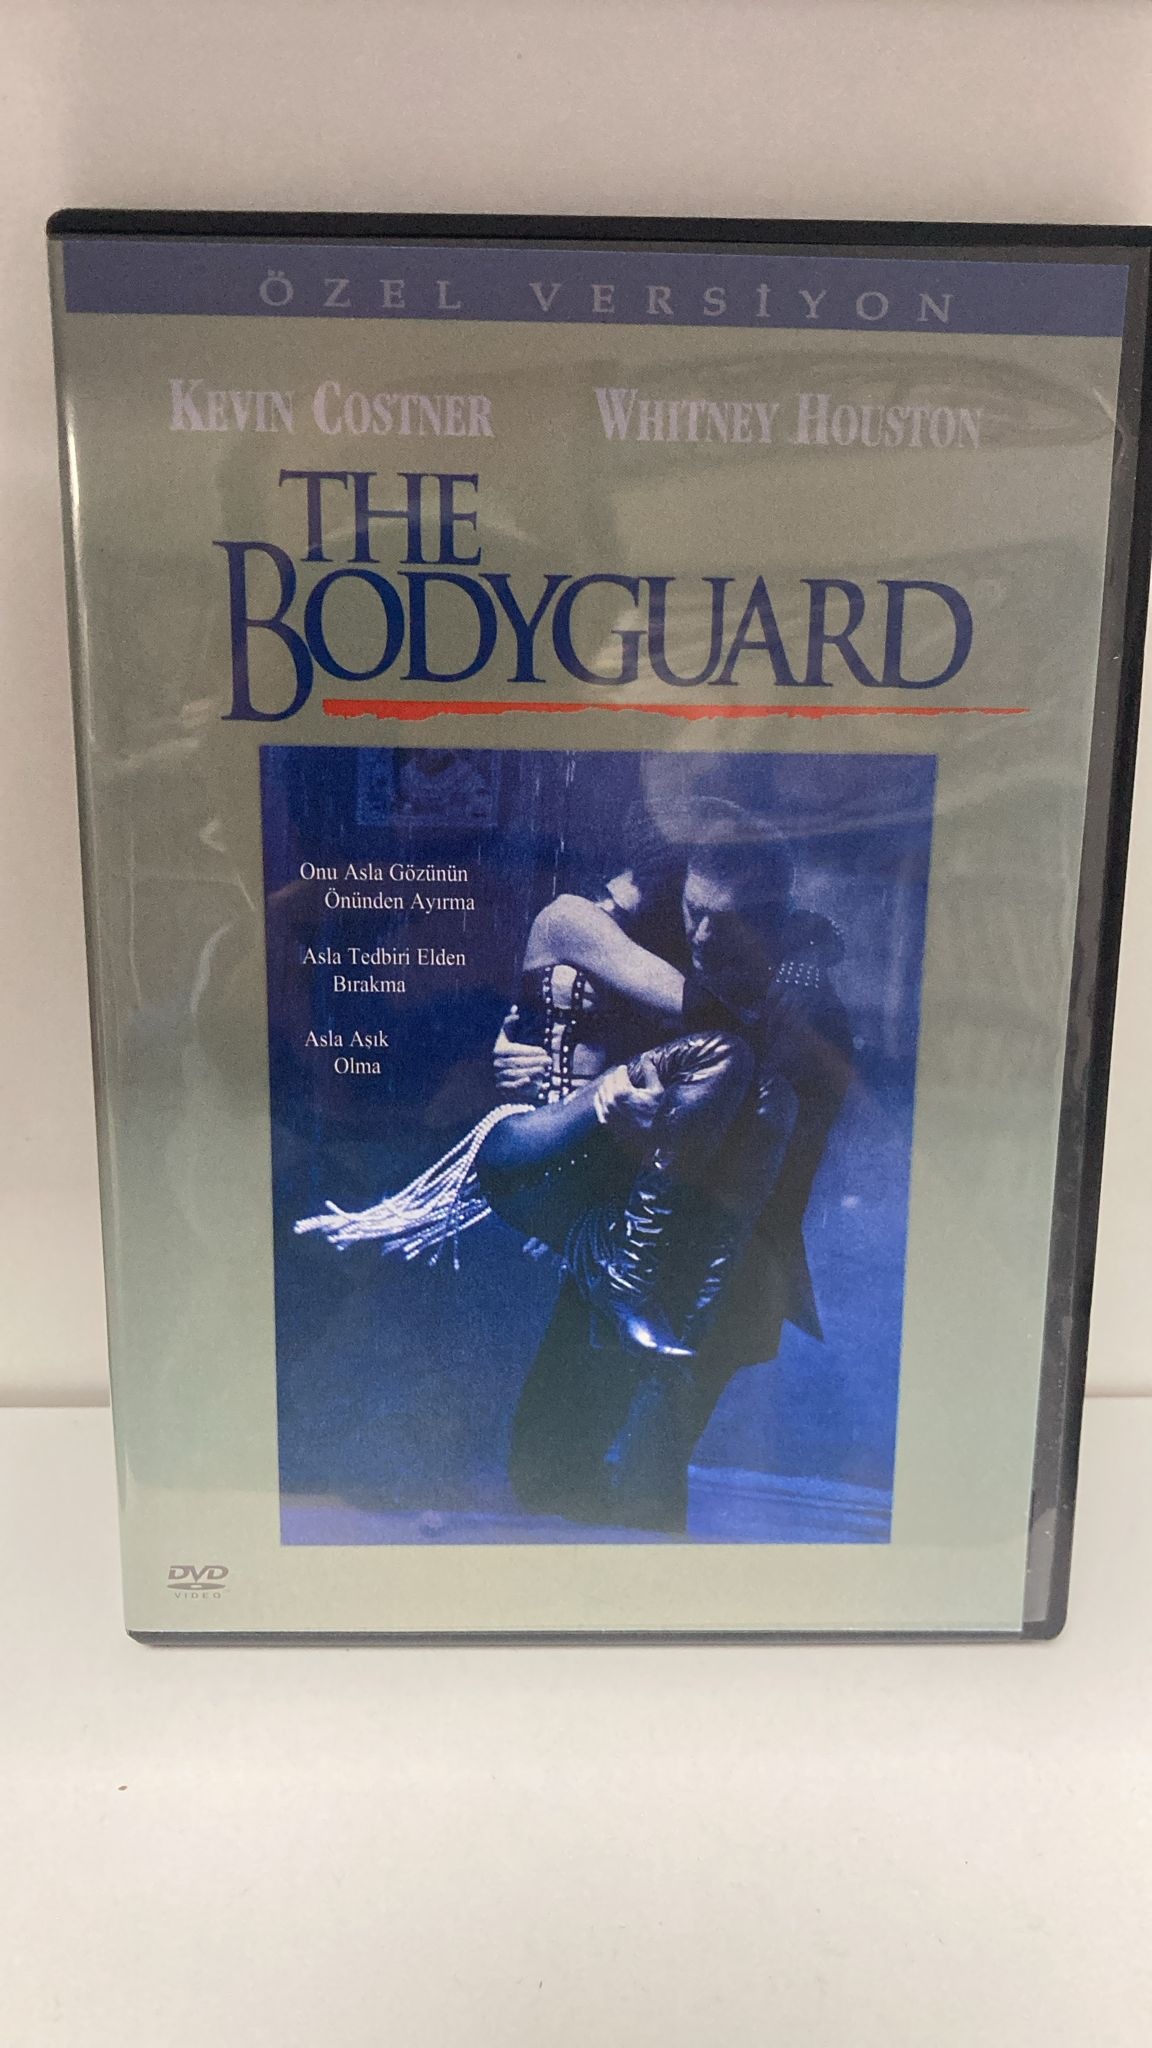 ÖZEL VERSİYON
KEVIN COSTNER WHITNEY HOUSTON
THE
BODYGUARD
Onu Asla Gözünün
Önünden Ayırma
Asla Tedbiri Elden
Bırakma
Asla Aşık
Olma
DVD
VIDEO